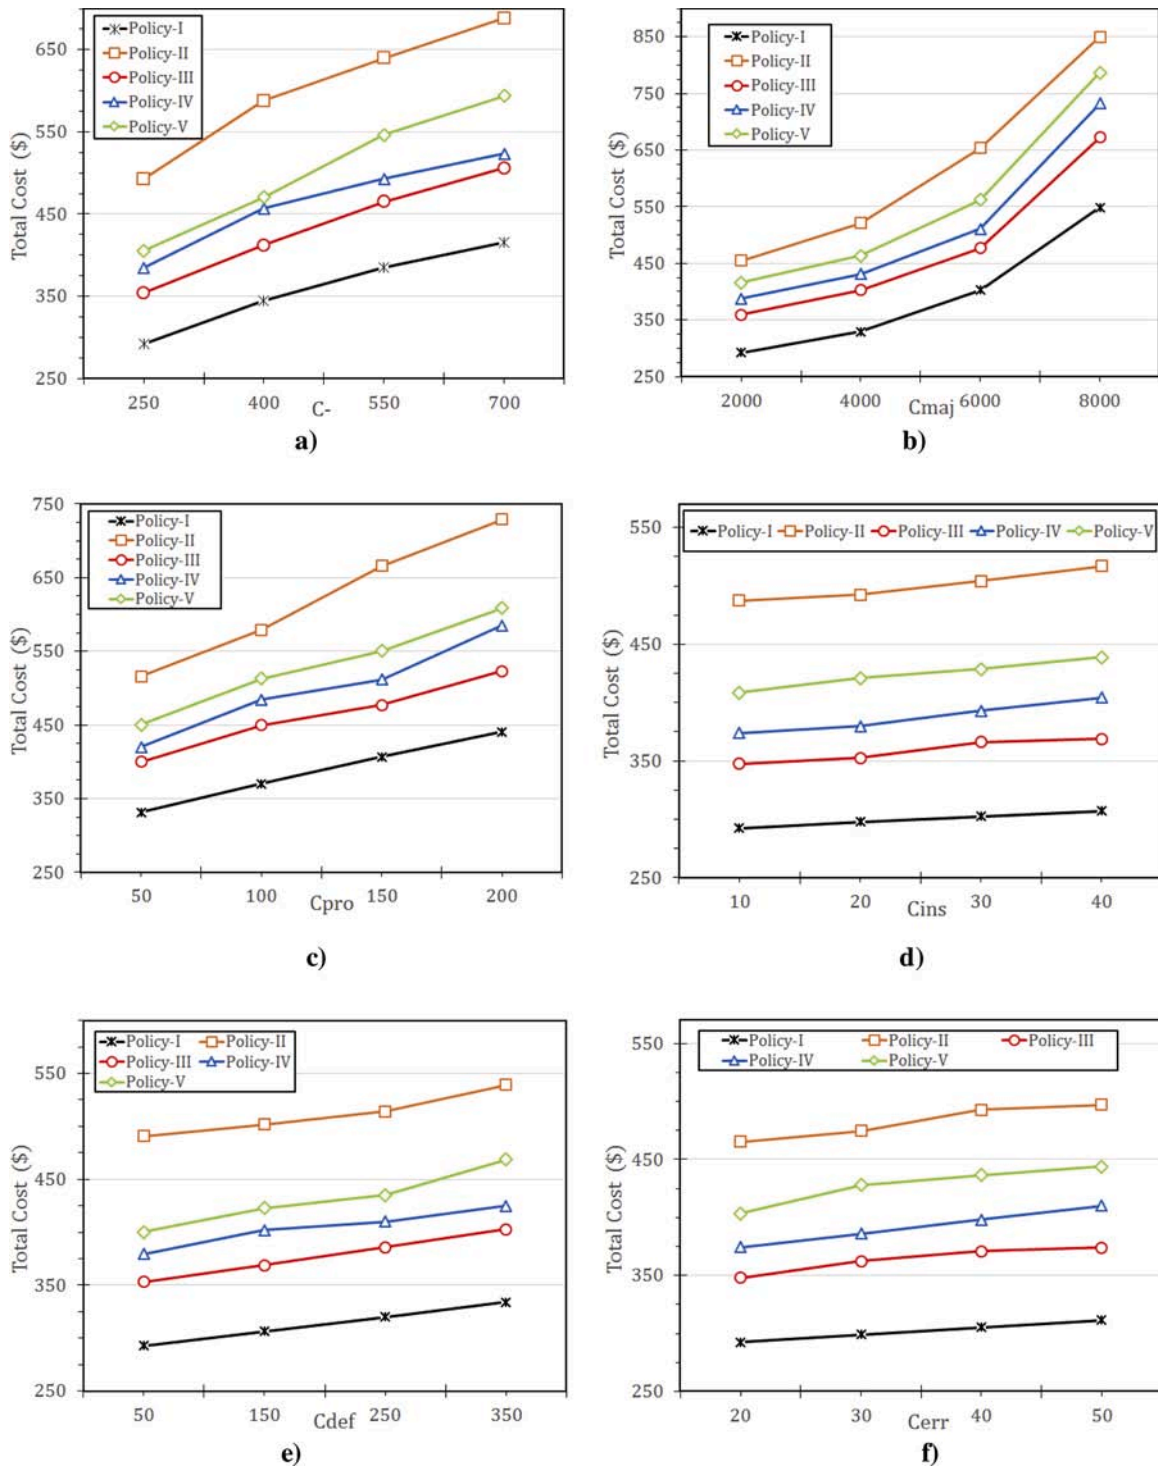 Policy-I
Policy-II
Policy-III
Policy-IV
Policy-V
650
550
450
350
250
Total Cost ($)
250 400 550 700
C-
a)
Policy-I
Policy-II
Policy-III
Policy-IV
Policy-V
850
750
650
550
450
350
250
Total Cost ($)
2000 4000 6000 8000
Cmaj
b)
Policy-I
Policy-II
Policy-III
Policy-IV
Policy-V
750
650
550
450
350
250
Total Cost ($)
50 100 150 200
Cpro
c)
Policy-I Policy-II Policy-III Policy-IV Policy-V
550
450
350
250
Total Cost ($)
10 20 30 40
Cins
d)
Policy-I Policy-II
Policy-III Policy-IV
Policy-V
550
450
350
250
Total Cost ($)
50 150 250 350
Cdef
e)
Policy-I Policy-II Policy-III
Policy-IV Policy-V
550
450
350
250
Total Cost ($)
20 30 40 50
Cerr
f)